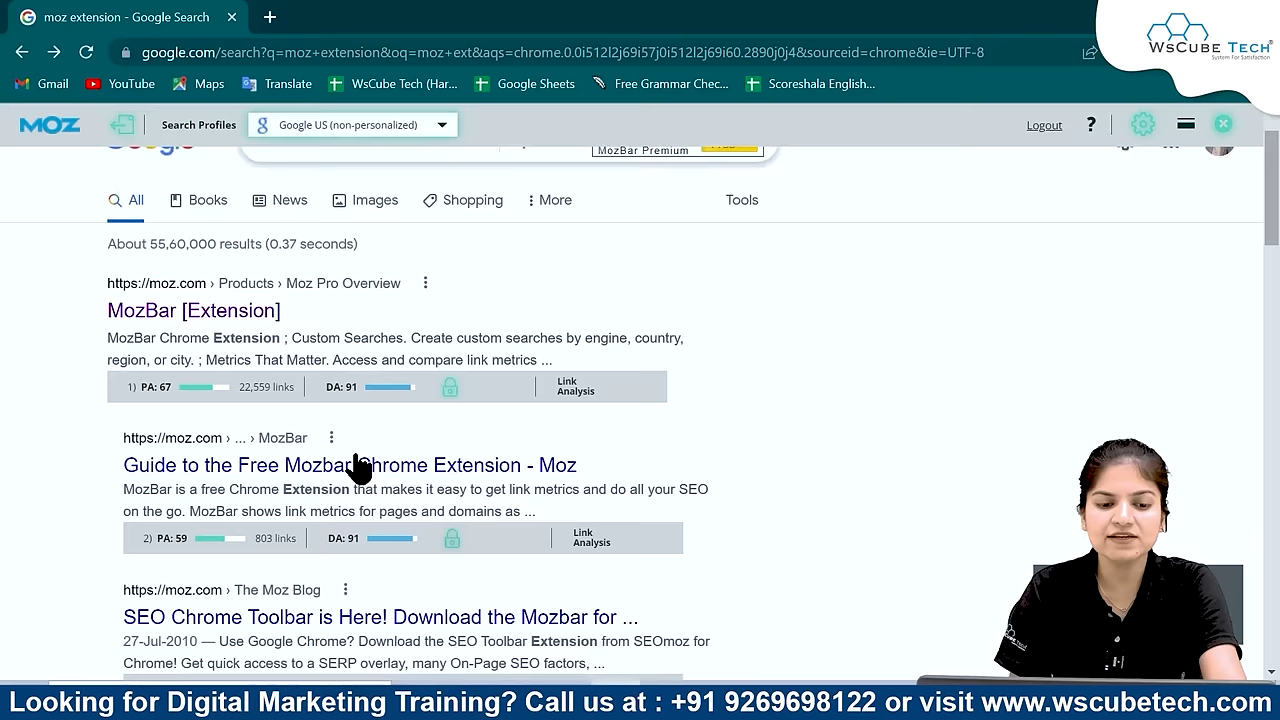 moz extension - Google Search
WsCube Tech
System For Satisfaction
google.com/search?q=moz+extension&oq=moz+ext&aqs=chrome.0.0i512l2j69i57j0i512l2j69i60.2890j0j4&sourceid=chrome&ie=UTF-8
Gmail YouTube Maps Translate WsCube Tech (Har... Google Sheets Free Grammar Chec... Scoreshala English...
MOZ Search Profiles Google US (non-personalized) Logout ?
MozBar Premium
All Books News Images Shopping More Tools
About 55,60,000 results (0.37 seconds)
https://moz.com › Products › Moz Pro Overview
MozBar [Extension]
MozBar Chrome Extension ; Custom Searches. Create custom searches by engine, country,
region, or city. ; Metrics That Matter. Access and compare link metrics ...
1) PA: 67 22,559 links DA: 91 Link Analysis
https://moz.com › ... › MozBar
Guide to the Free Mozbar Chrome Extension - Moz
MozBar is a free Chrome Extension that makes it easy to get link metrics and do all your SEO
on the go. MozBar shows link metrics for pages and domains as ...
2) PA: 59 803 links DA: 91 Link Analysis
https://moz.com › The Moz Blog
SEO Chrome Toolbar is Here! Download the Mozbar for ...
27-Jul-2010 — Use Google Chrome? Download the SEO Toolbar Extension from SEOmoz for
Chrome! Get quick access to a SERP overlay, many On-Page SEO factors, ...
Looking for Digital Marketing Training? Call us at : +91 9269698122 or visit www.wscubetech.com